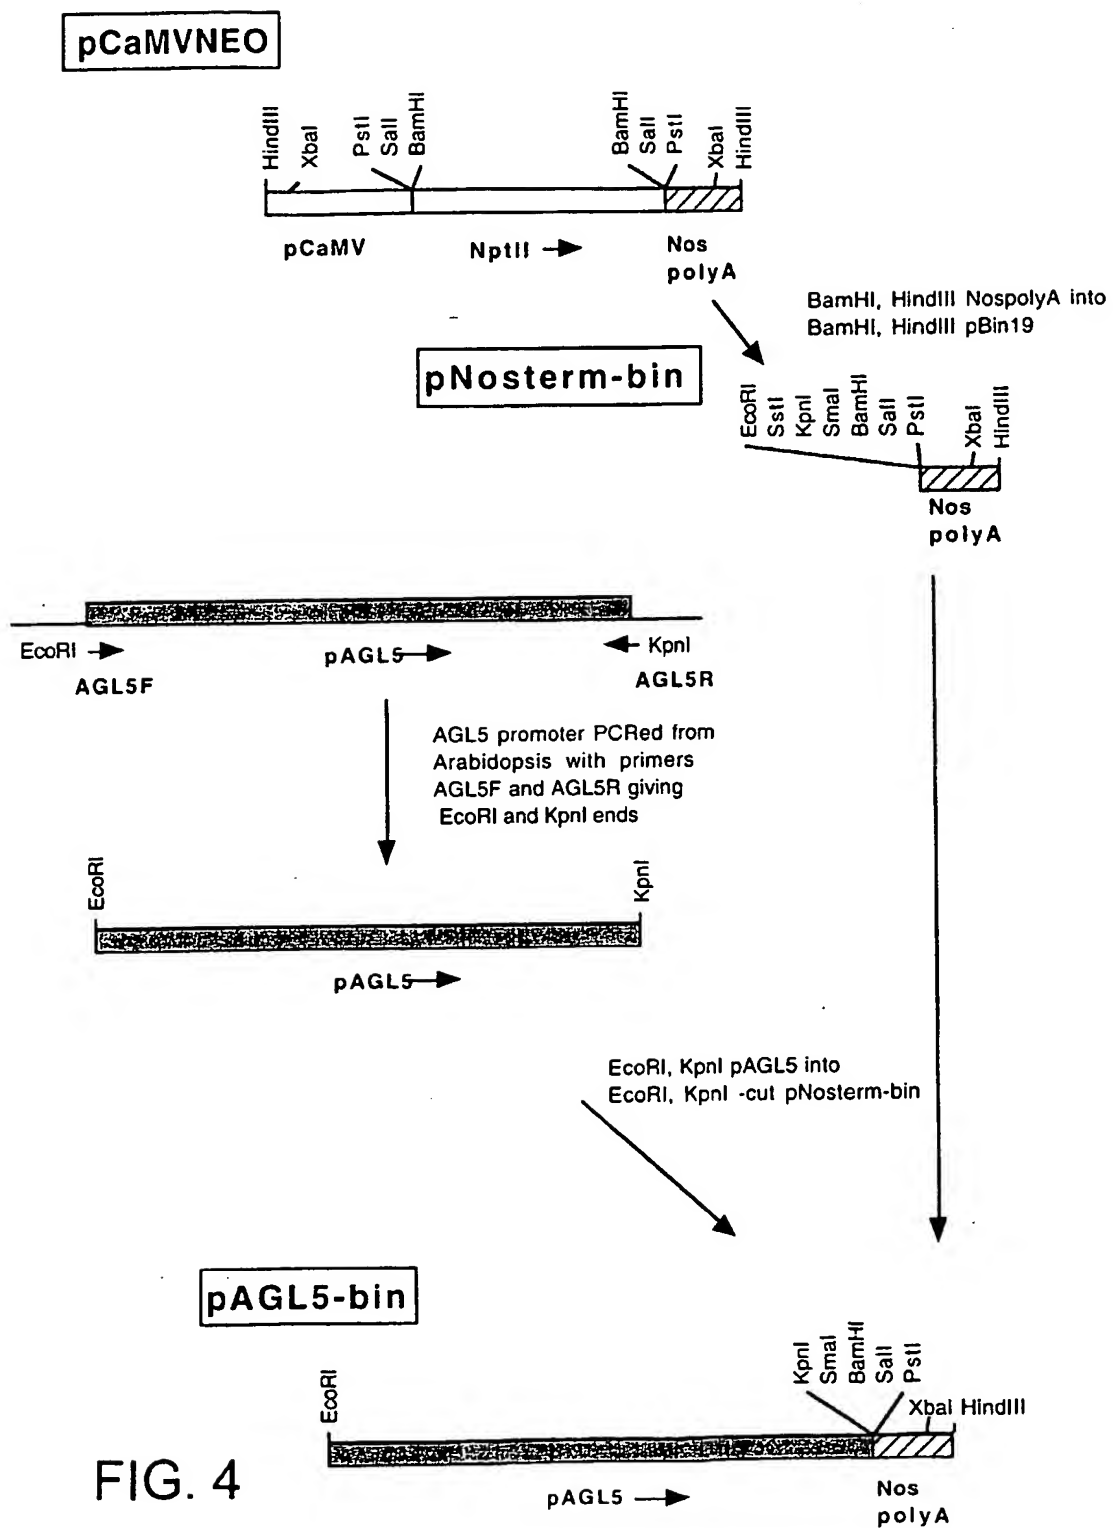 pCaMVNEO
HindIII XbaI PstI SalI BamHI BamHI SalI PstI XbaI HindIII
pCaMV NptII Nos
polyA
BamHI, HindIII NospolyA into
BamHI, HindIII pBin19
pNosterm-bin
EcoRI SstI KpnI SmaI BamHI SalI PstI XbaI HindIII
Nos
polyA
EcoRI pAGL5 KpnI
AGL5F AGL5R
AGL5 promoter PCRed from
Arabidopsis with primers
AGL5F and AGL5R giving
EcoRI and KpnI ends
EcoRI KpnI
pAGL5
EcoRI, KpnI pAGL5 into
EcoRI, KpnI -cut pNosterm-bin
pAGL5-bin
EcoRI KpnI SmaI BamHI SalI PstI
XbaI HindIII
FIG. 4
pAGL5 Nos
polyA